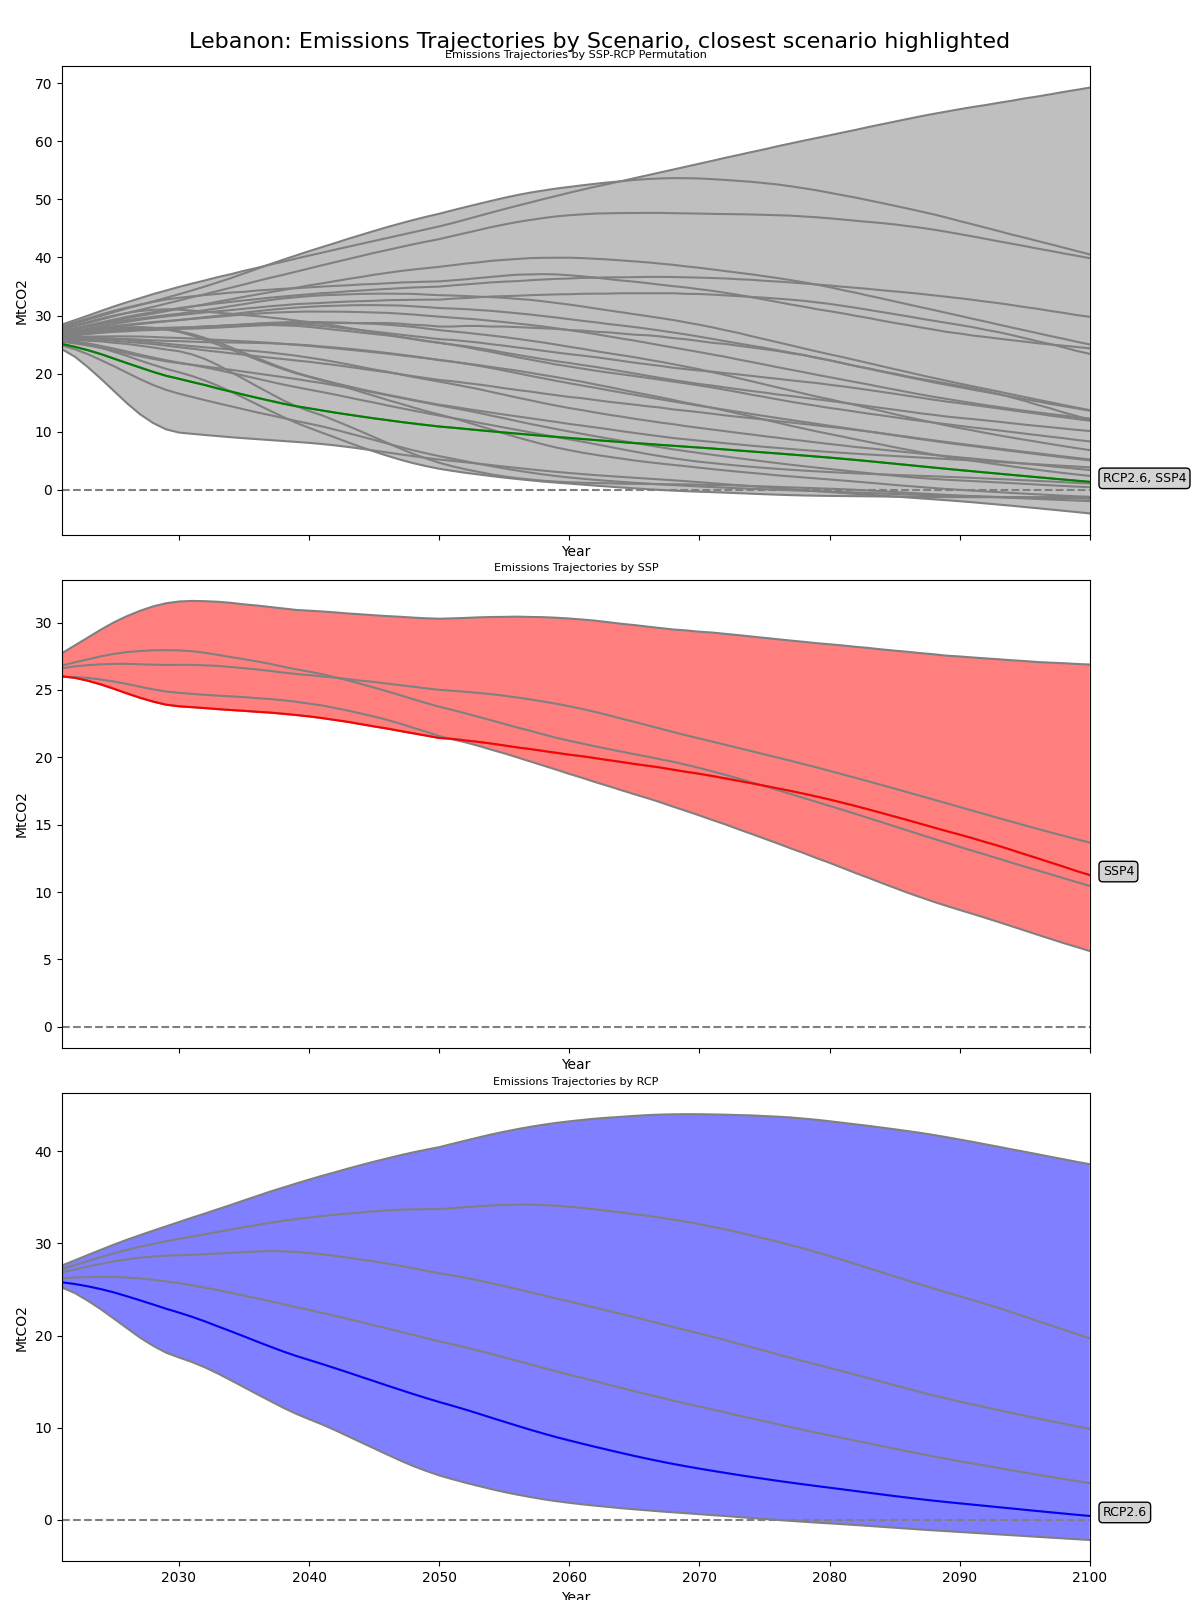 Lebanon: Emissions Trajectories by Scenario, closest scenario highlighted
Emissions Trajectories by SSP-RCP Permutation
70
60
50
40
30
20
10
0
MtCO2
RCP2.6, SSP4
Year
Emissions Trajectories by SSP
30
25
20
15
10
5
0
MtCO2
SSP4
Year
Emissions Trajectories by RCP
40
30
20
10
0
MtCO2
RCP2.6
2030 2040 2050 2060 2070 2080 2090 2100
Year